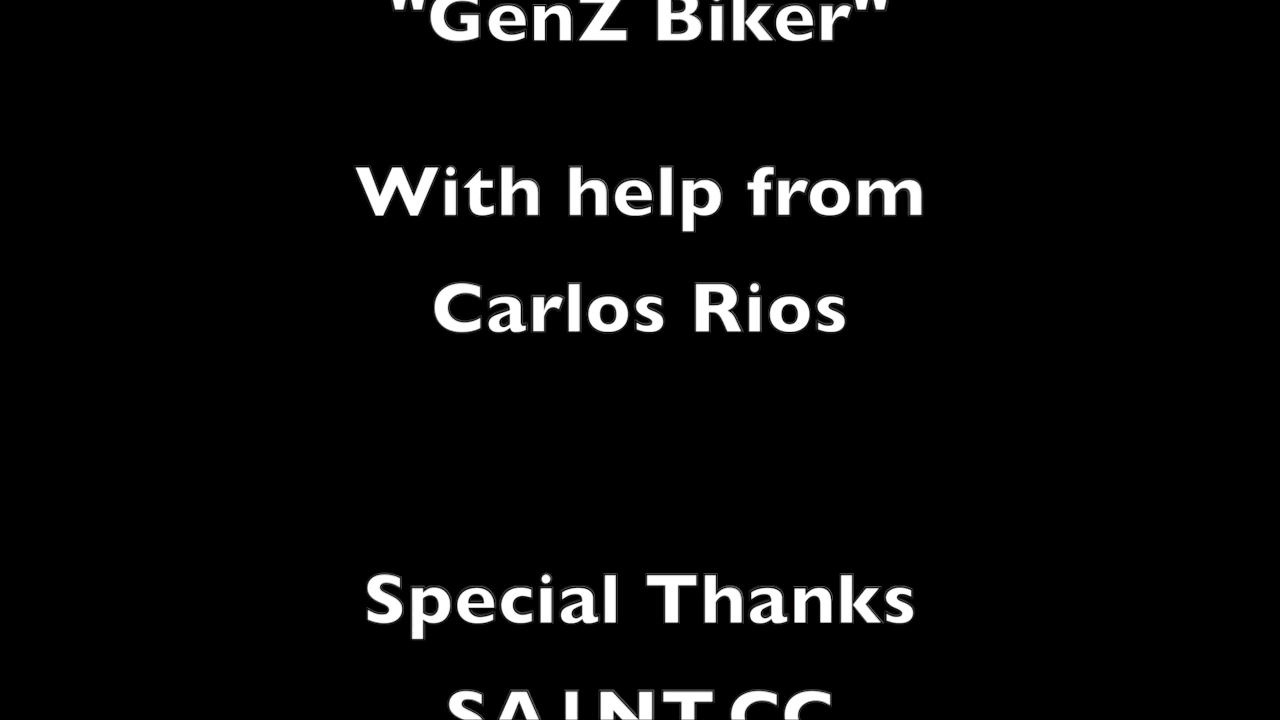 "GenZ Biker"
With help from
Carlos Rios
Special Thanks
SAINT.CC